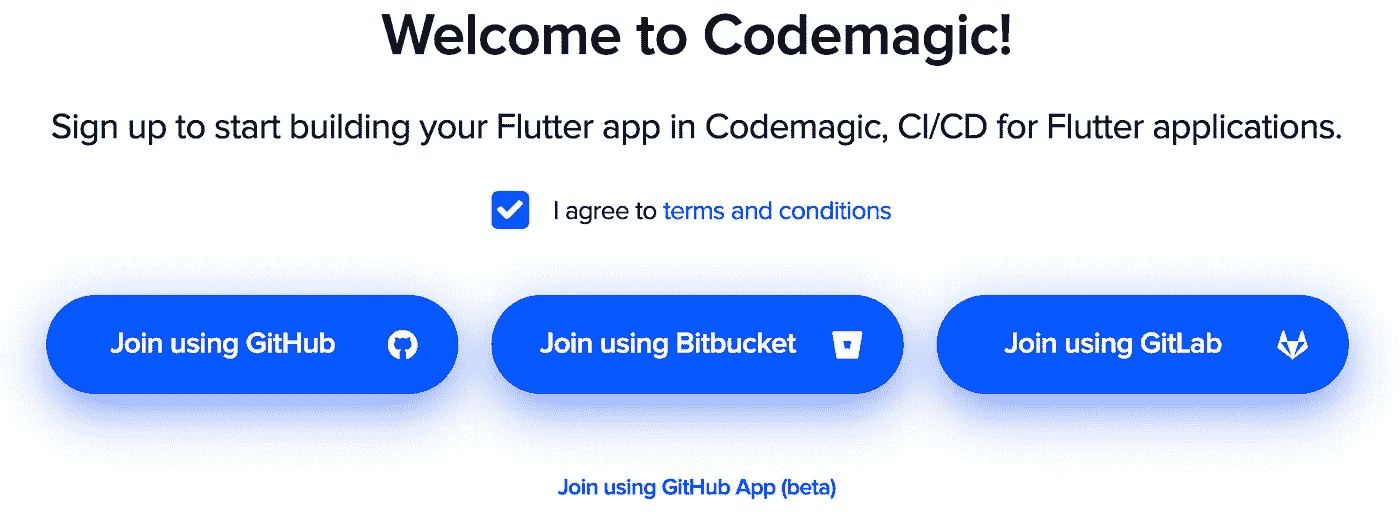 Welcome to Codemagic!
Sign up to start building your Flutter app in Codemagic, CI/CD for Flutter applications.
I agree to terms and conditions
Join using GitHub
Join using Bitbucket
Join using GitLab
Join using GitHub App (beta)